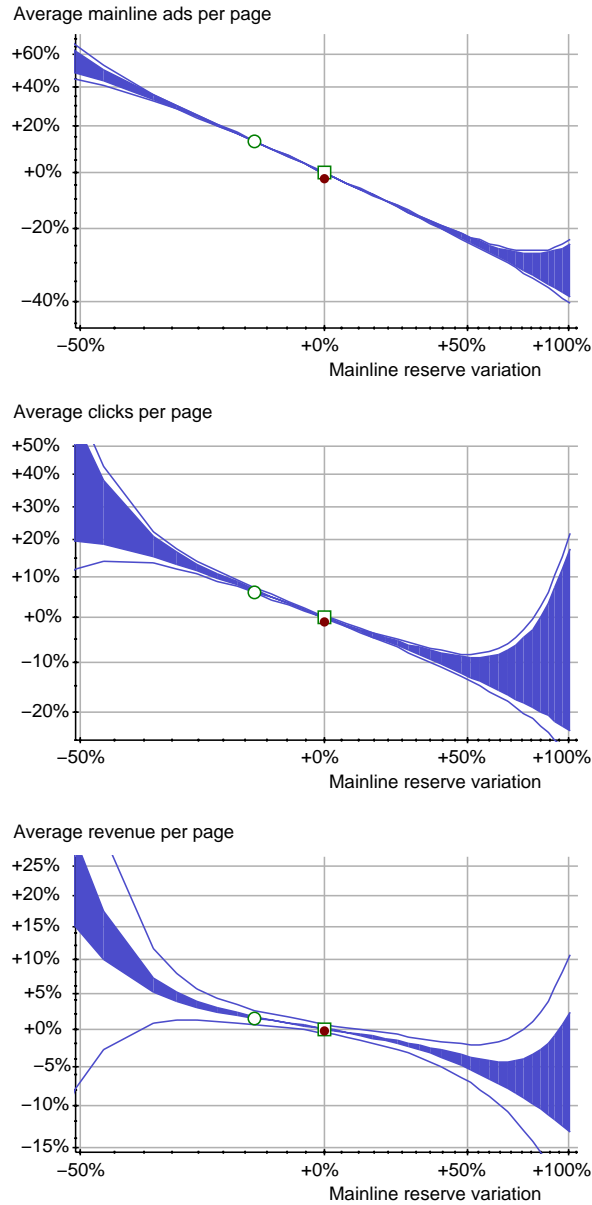 Average mainline ads per page
+60%
+40%
+20%
+0%
−20%
−40%
−50% +0% +50% +100%
Mainline reserve variation
Average clicks per page
+50%
+40%
+30%
+20%
+10%
+0%
−10%
−20%
−50% +0% +50% +100%
Mainline reserve variation
Average revenue per page
+25%
+20%
+15%
+10%
+5%
+0%
−5%
−10%
−15%
−50% +0% +50% +100%
Mainline reserve variation